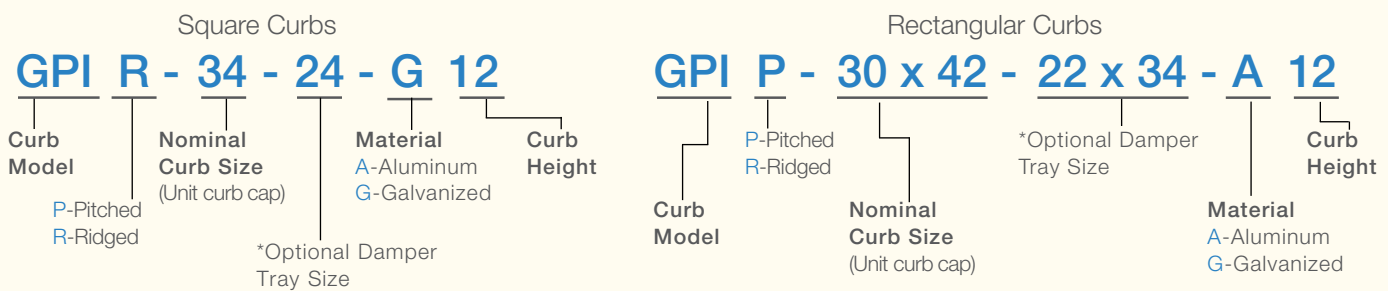 Square Curbs
GPI R - 34 - 24 - G 12
Curb
Model
P-Pitched
R-Ridged
Nominal
Curb Size
(Unit curb cap)
*Optional Damper
Tray Size
Material
A-Aluminum
G-Galvanized
Curb
Height
Rectangular Curbs
GPI P - 30 x 42 - 22 x 34 - A 12
Curb
Model
P-Pitched
R-Ridged
Nominal
Curb Size
(Unit curb cap)
*Optional Damper
Tray Size
Material
A-Aluminum
G-Galvanized
Curb
Height